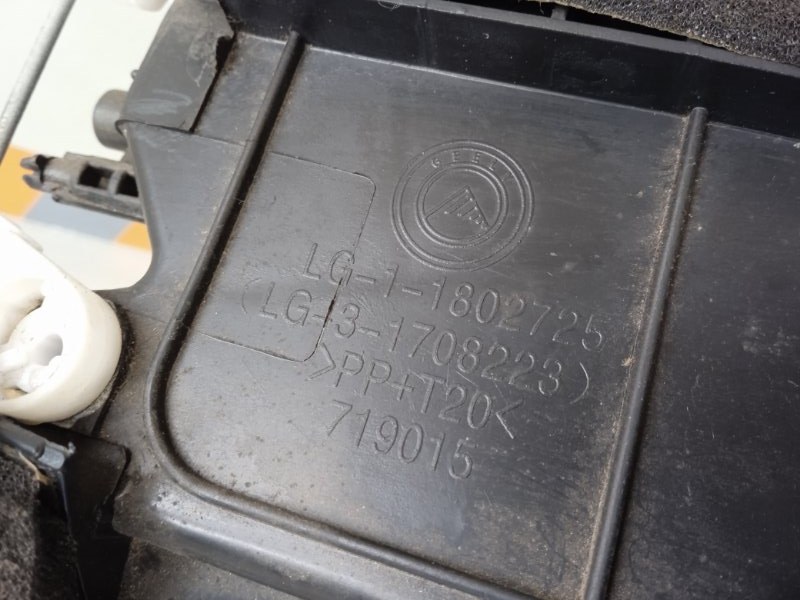 GEELY
LG-1-1802725
(LG-3-1708223)
>PP+T20<
719015